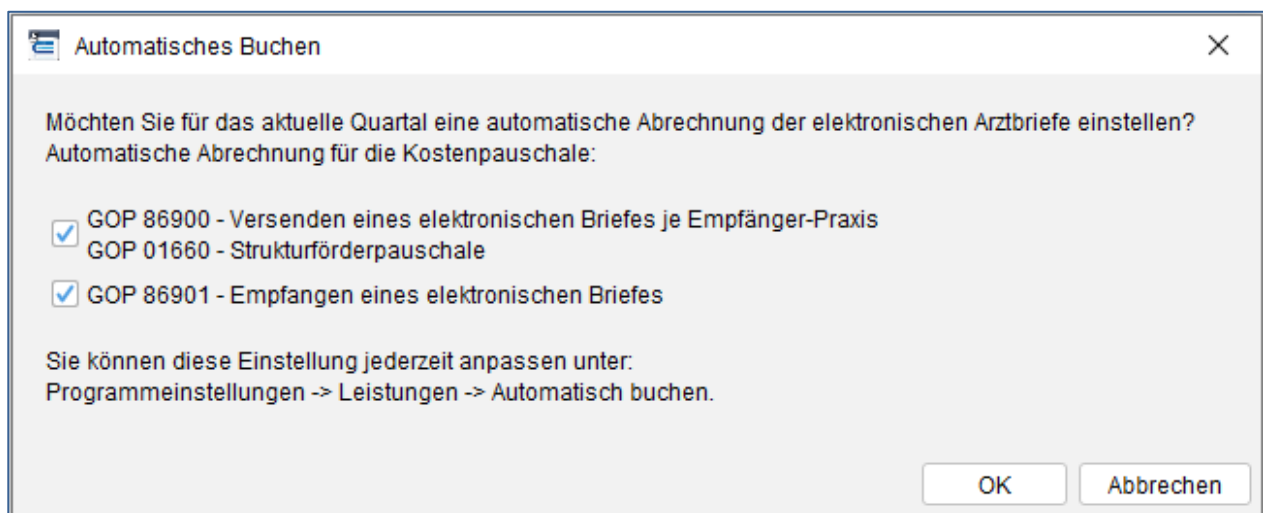 Automatisches Buchen
Möchten Sie für das aktuelle Quartal eine automatische Abrechnung der elektronischen Arztbriefe einstellen?
Automatische Abrechnung für die Kostenpauschale:
GOP 86900 - Versenden eines elektronischen Briefes je Empfänger-Praxis
GOP 01660 - Strukturförderpauschale
GOP 86901 - Empfangen eines elektronischen Briefes
Sie können diese Einstellung jederzeit anpassen unter:
Programmeinstellungen -> Leistungen -> Automatisch buchen.
OK Abbrechen